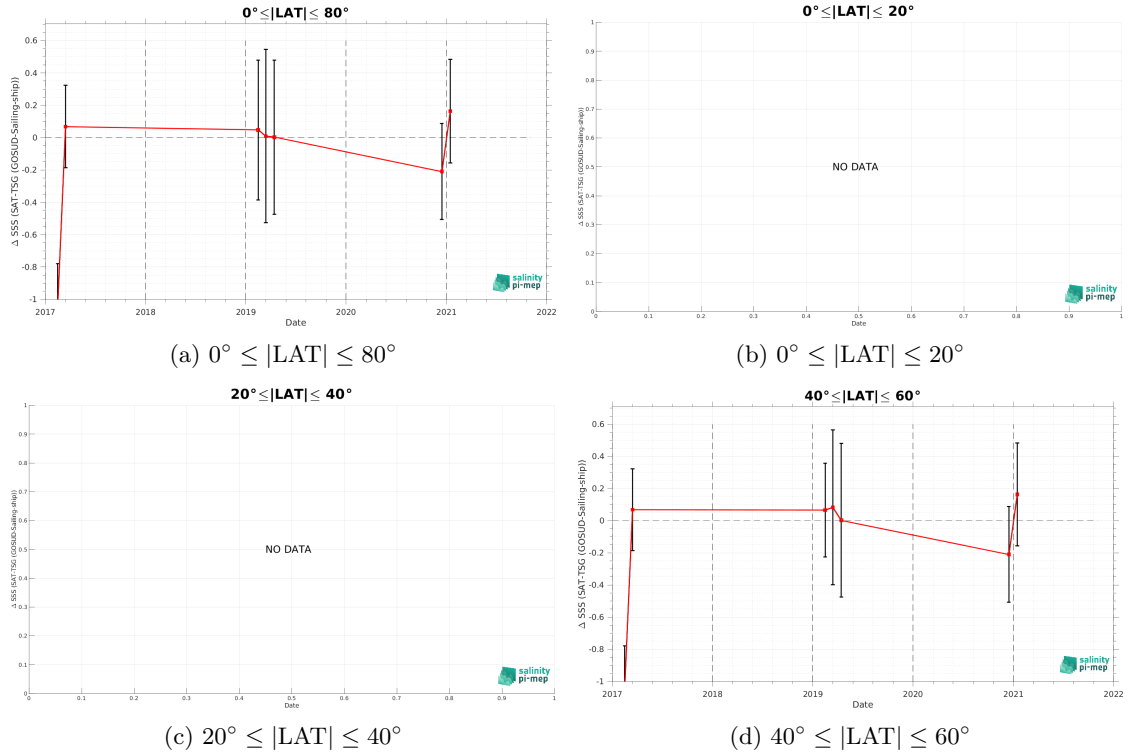 0°≤|LAT|≤ 80°
Δ SSS (SAT-TSG (GOSUD-Sailing-ship))
0.6
0.4
0.2
0
-0.2
-0.4
-0.6
-0.8
-1
2017 2018 2019 2020 2021 2022
Date
salinity
pi-mep
(a) 0° ≤ |LAT| ≤ 80°
0°≤|LAT|≤ 20°
Δ SSS (SAT-TSG (GOSUD-Sailing-ship))
1
0.9
0.8
0.7
0.6
0.5
0.4
0.3
0.2
0.1
0
NO DATA
0 0.1 0.2 0.3 0.4 0.5 0.6 0.7 0.8 0.9 1
Date
salinity
pi-mep
(b) 0° ≤ |LAT| ≤ 20°
20°≤|LAT|≤ 40°
Δ SSS (SAT-TSG (GOSUD-Sailing-ship))
1
0.9
0.8
0.7
0.6
0.5
0.4
0.3
0.2
0.1
0
NO DATA
0 0.1 0.2 0.3 0.4 0.5 0.6 0.7 0.8 0.9 1
Date
salinity
pi-mep
(c) 20° ≤ |LAT| ≤ 40°
40°≤|LAT|≤ 60°
Δ SSS (SAT-TSG (GOSUD-Sailing-ship))
0.6
0.4
0.2
0
-0.2
-0.4
-0.6
-0.8
-1
2017 2018 2019 2020 2021 2022
Date
salinity
pi-mep
(d) 40° ≤ |LAT| ≤ 60°